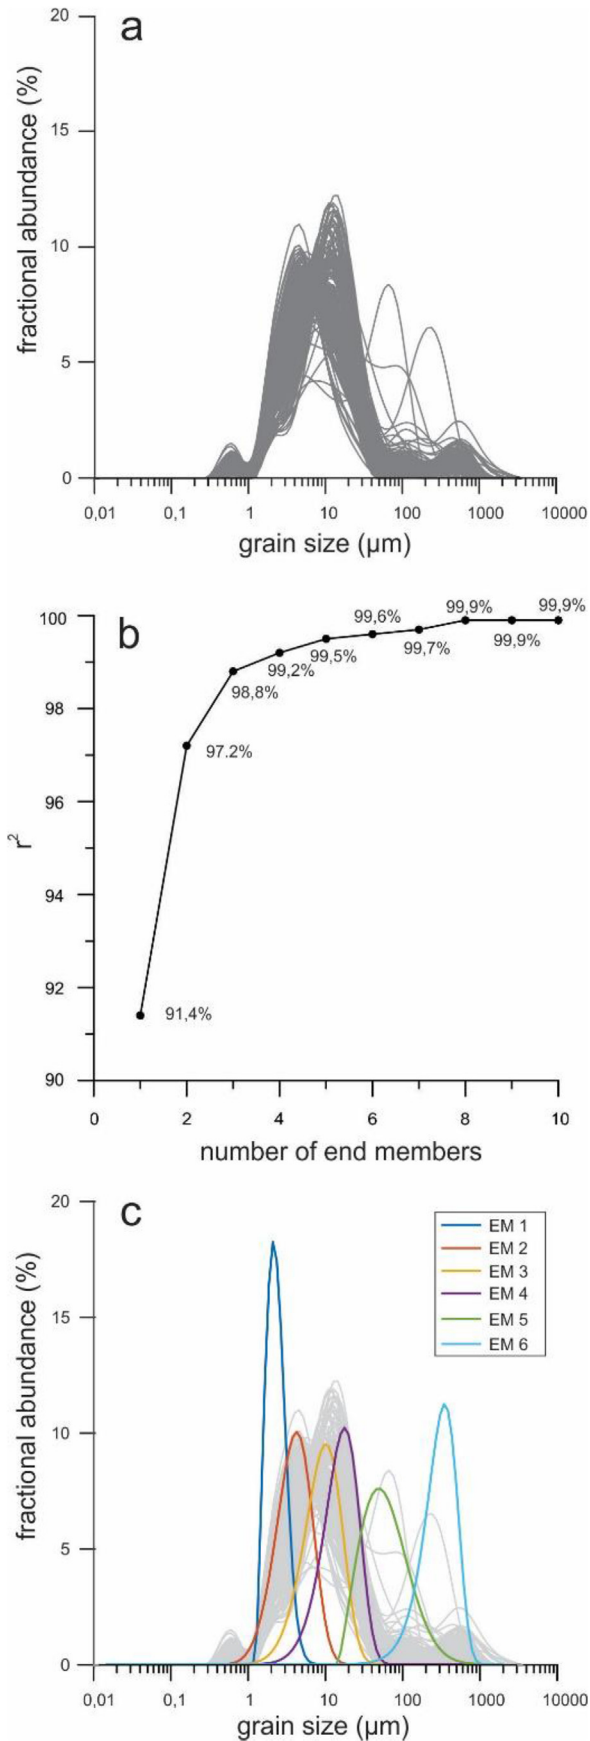 a
fractional abundance (%)
20
15
10
5
0
0,01 0,1 1 10 100 1000 10000
grain size (µm)
b
r²
100
98
96
94
92
90
91,4%
97.2%
98,8%
99,2%
99,5%
99,6%
99,7%
99,9%
99,9%
99,9%
0 2 4 6 8 10
number of end members
c
fractional abundance (%)
20
15
10
5
0
EM 1
EM 2
EM 3
EM 4
EM 5
EM 6
0,01 0,1 1 10 100 1000 10000
grain size (µm)